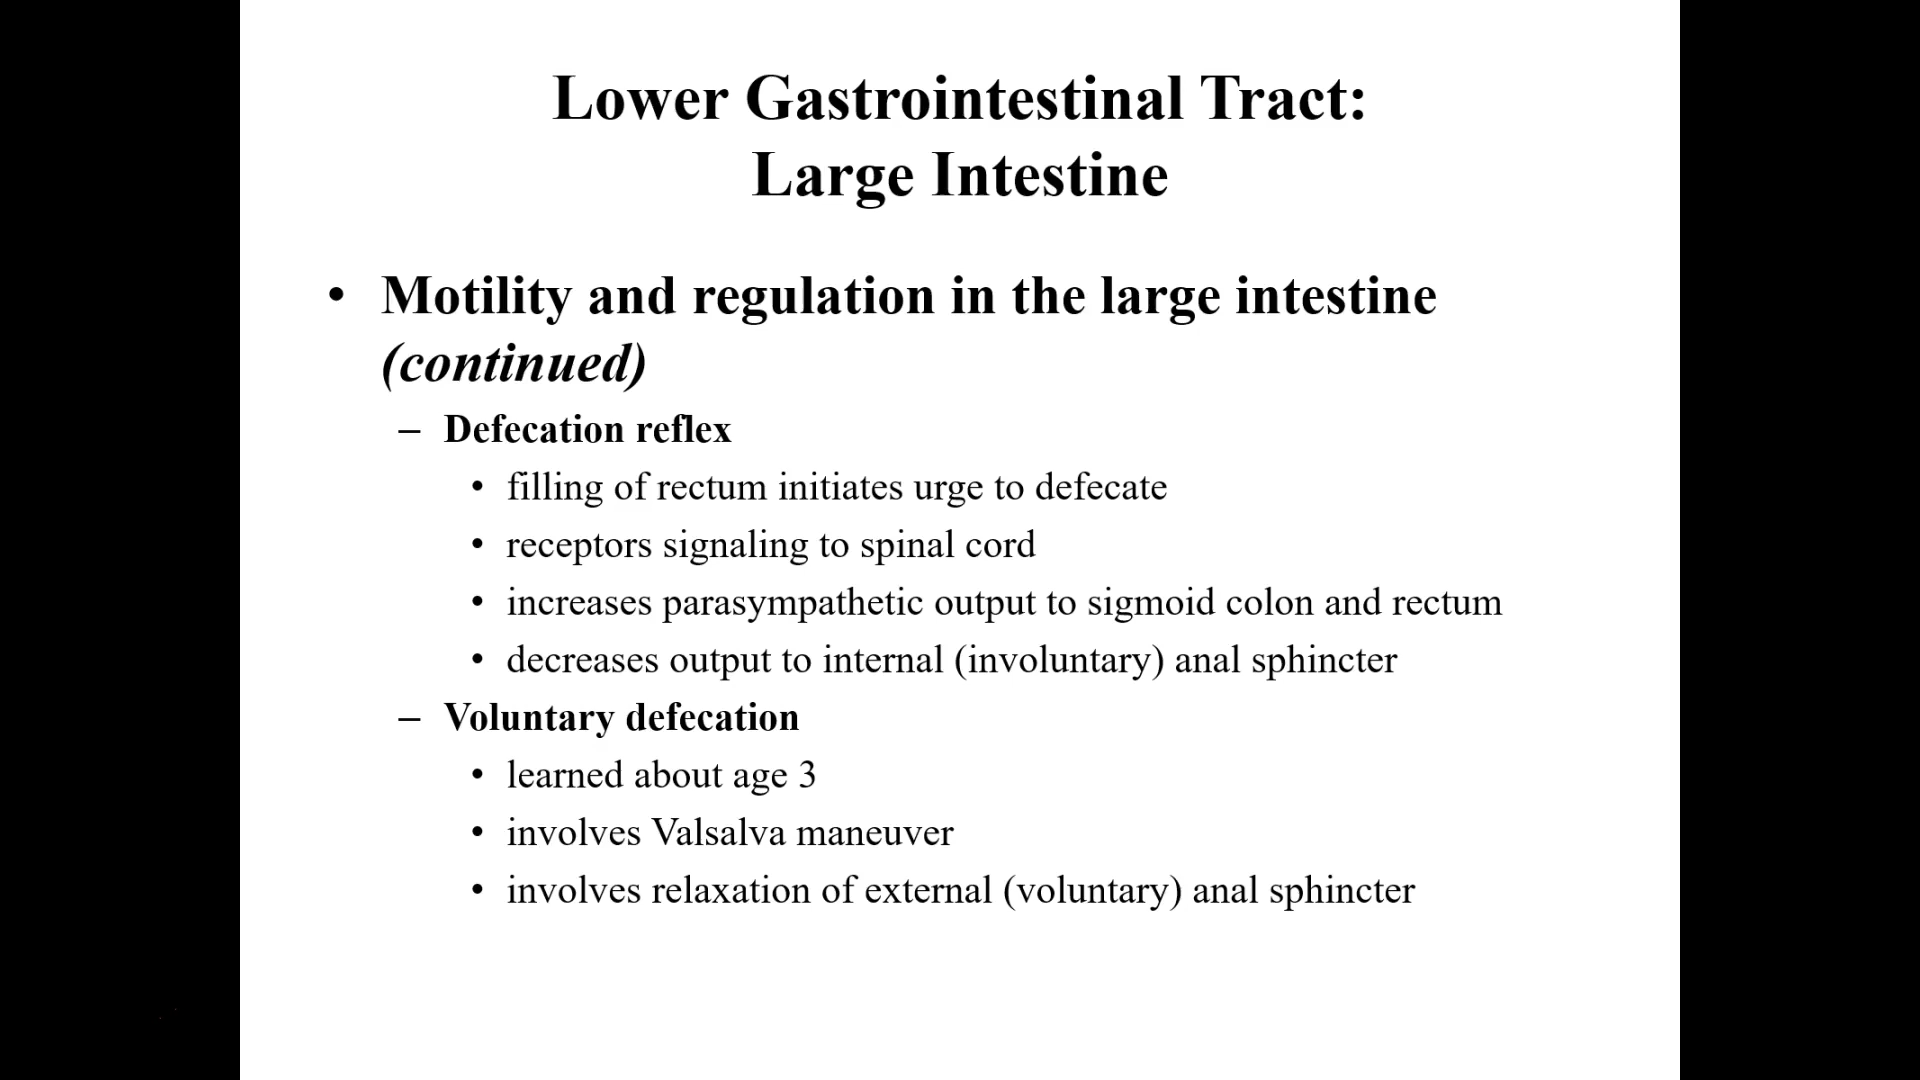 Lower Gastrointestinal Tract:
Large Intestine
• Motility and regulation in the large intestine
(continued)
– Defecation reflex
• filling of rectum initiates urge to defecate
• receptors signaling to spinal cord
• increases parasympathetic output to sigmoid colon and rectum
• decreases output to internal (involuntary) anal sphincter
– Voluntary defecation
• learned about age 3
• involves Valsalva maneuver
• involves relaxation of external (voluntary) anal sphincter